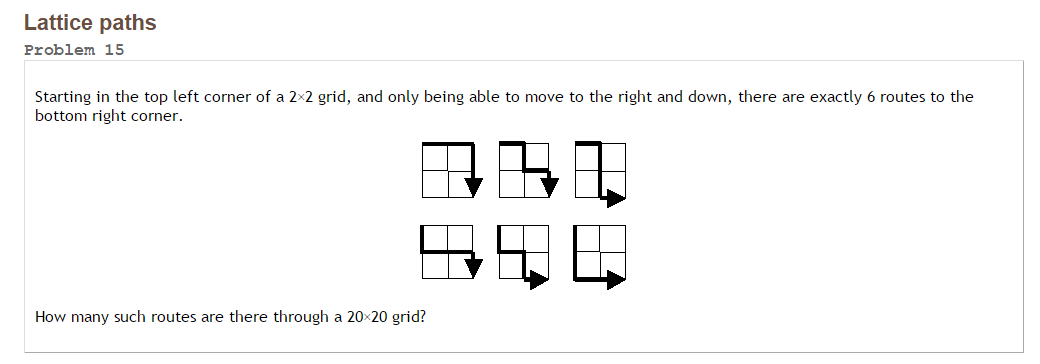 Lattice paths
Problem 15
Starting in the top left corner of a 2×2 grid, and only being able to move to the right and down, there are exactly 6 routes to the
bottom right corner.
How many such routes are there through a 20×20 grid?